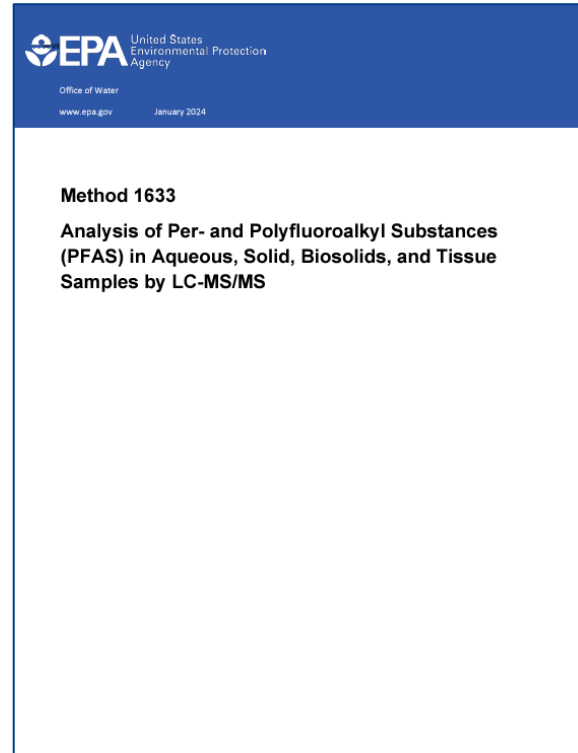 EPA
United States
Environmental Protection
Agency
Office of Water
www.epa.gov January 2024
Method 1633
Analysis of Per- and Polyfluoroalkyl Substances
(PFAS) in Aqueous, Solid, Biosolids, and Tissue
Samples by LC-MS/MS